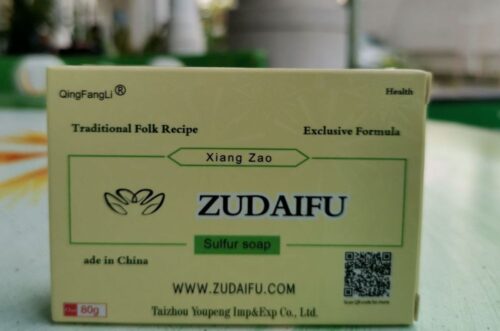 QingFangLi®
Health
Traditional Folk Recipe
Exclusive Formula
Xiang Zao
ZUDAIFU
Sulfur soap
ade in China
WWW.ZUDAIFU.COM
80g
Taizhou Youpeng Imp&Exp Co., Ltd.